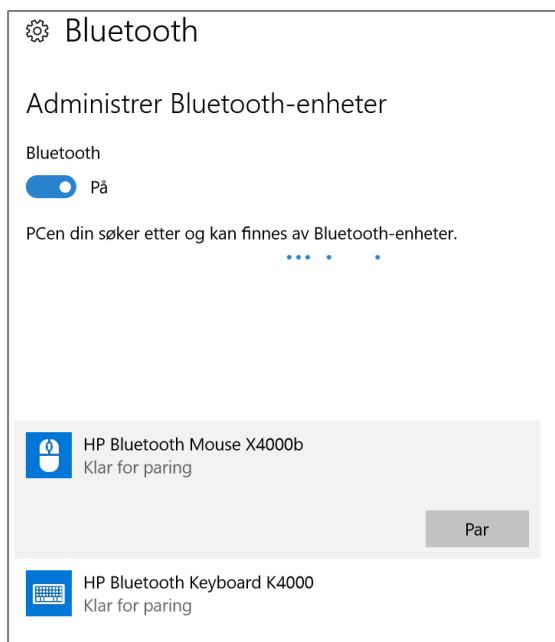 Bluetooth
Administrer Bluetooth-enheter
Bluetooth
På
PCen din søker etter og kan finnes av Bluetooth-enheter.
HP Bluetooth Mouse X4000b
Klar for paring
Par
HP Bluetooth Keyboard K4000
Klar for paring